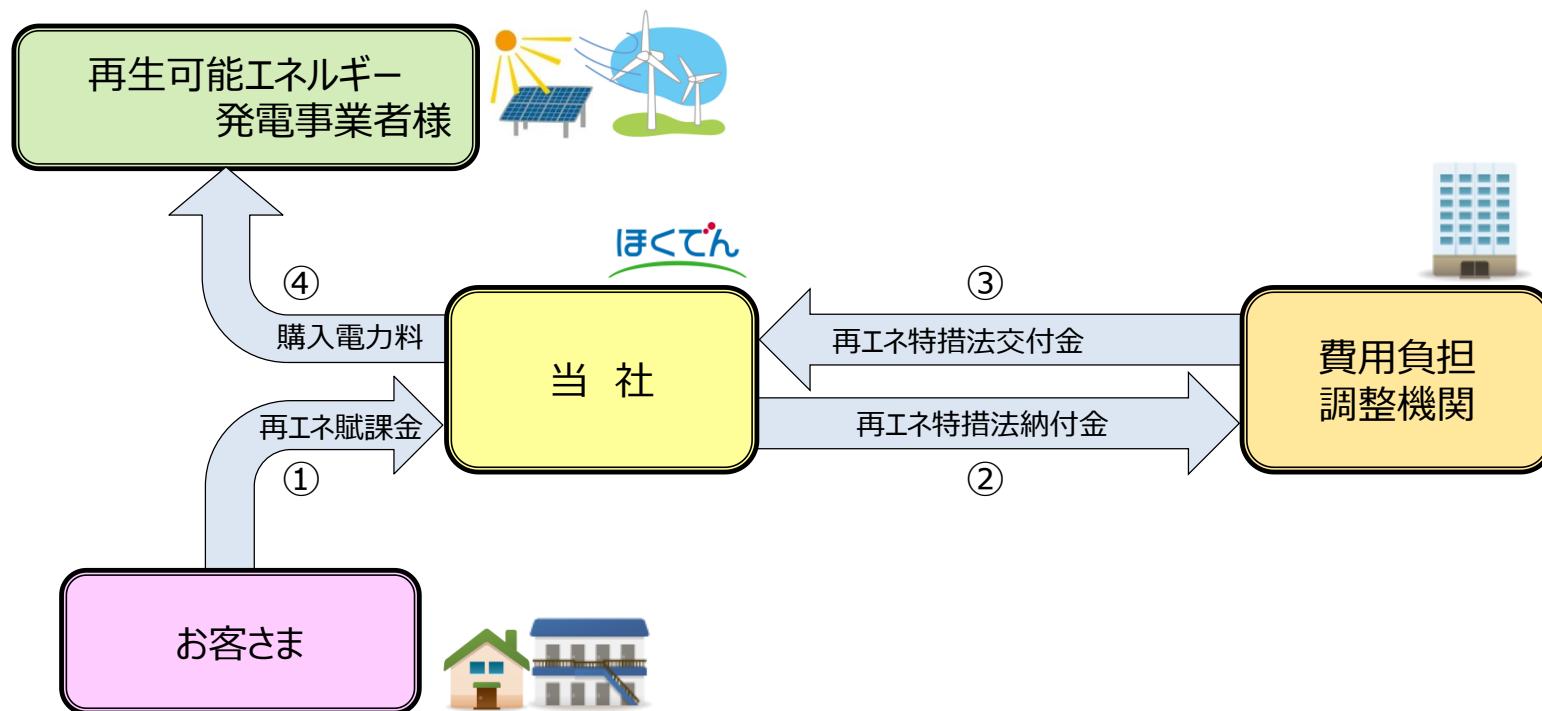 再生可能エネルギー
発電事業者様
ほくでん
④
購入電力料
③
再エネ特措法交付金
当 社
費用負担
調整機関
再エネ賦課金
①
再エネ特措法納付金
②
お客さま